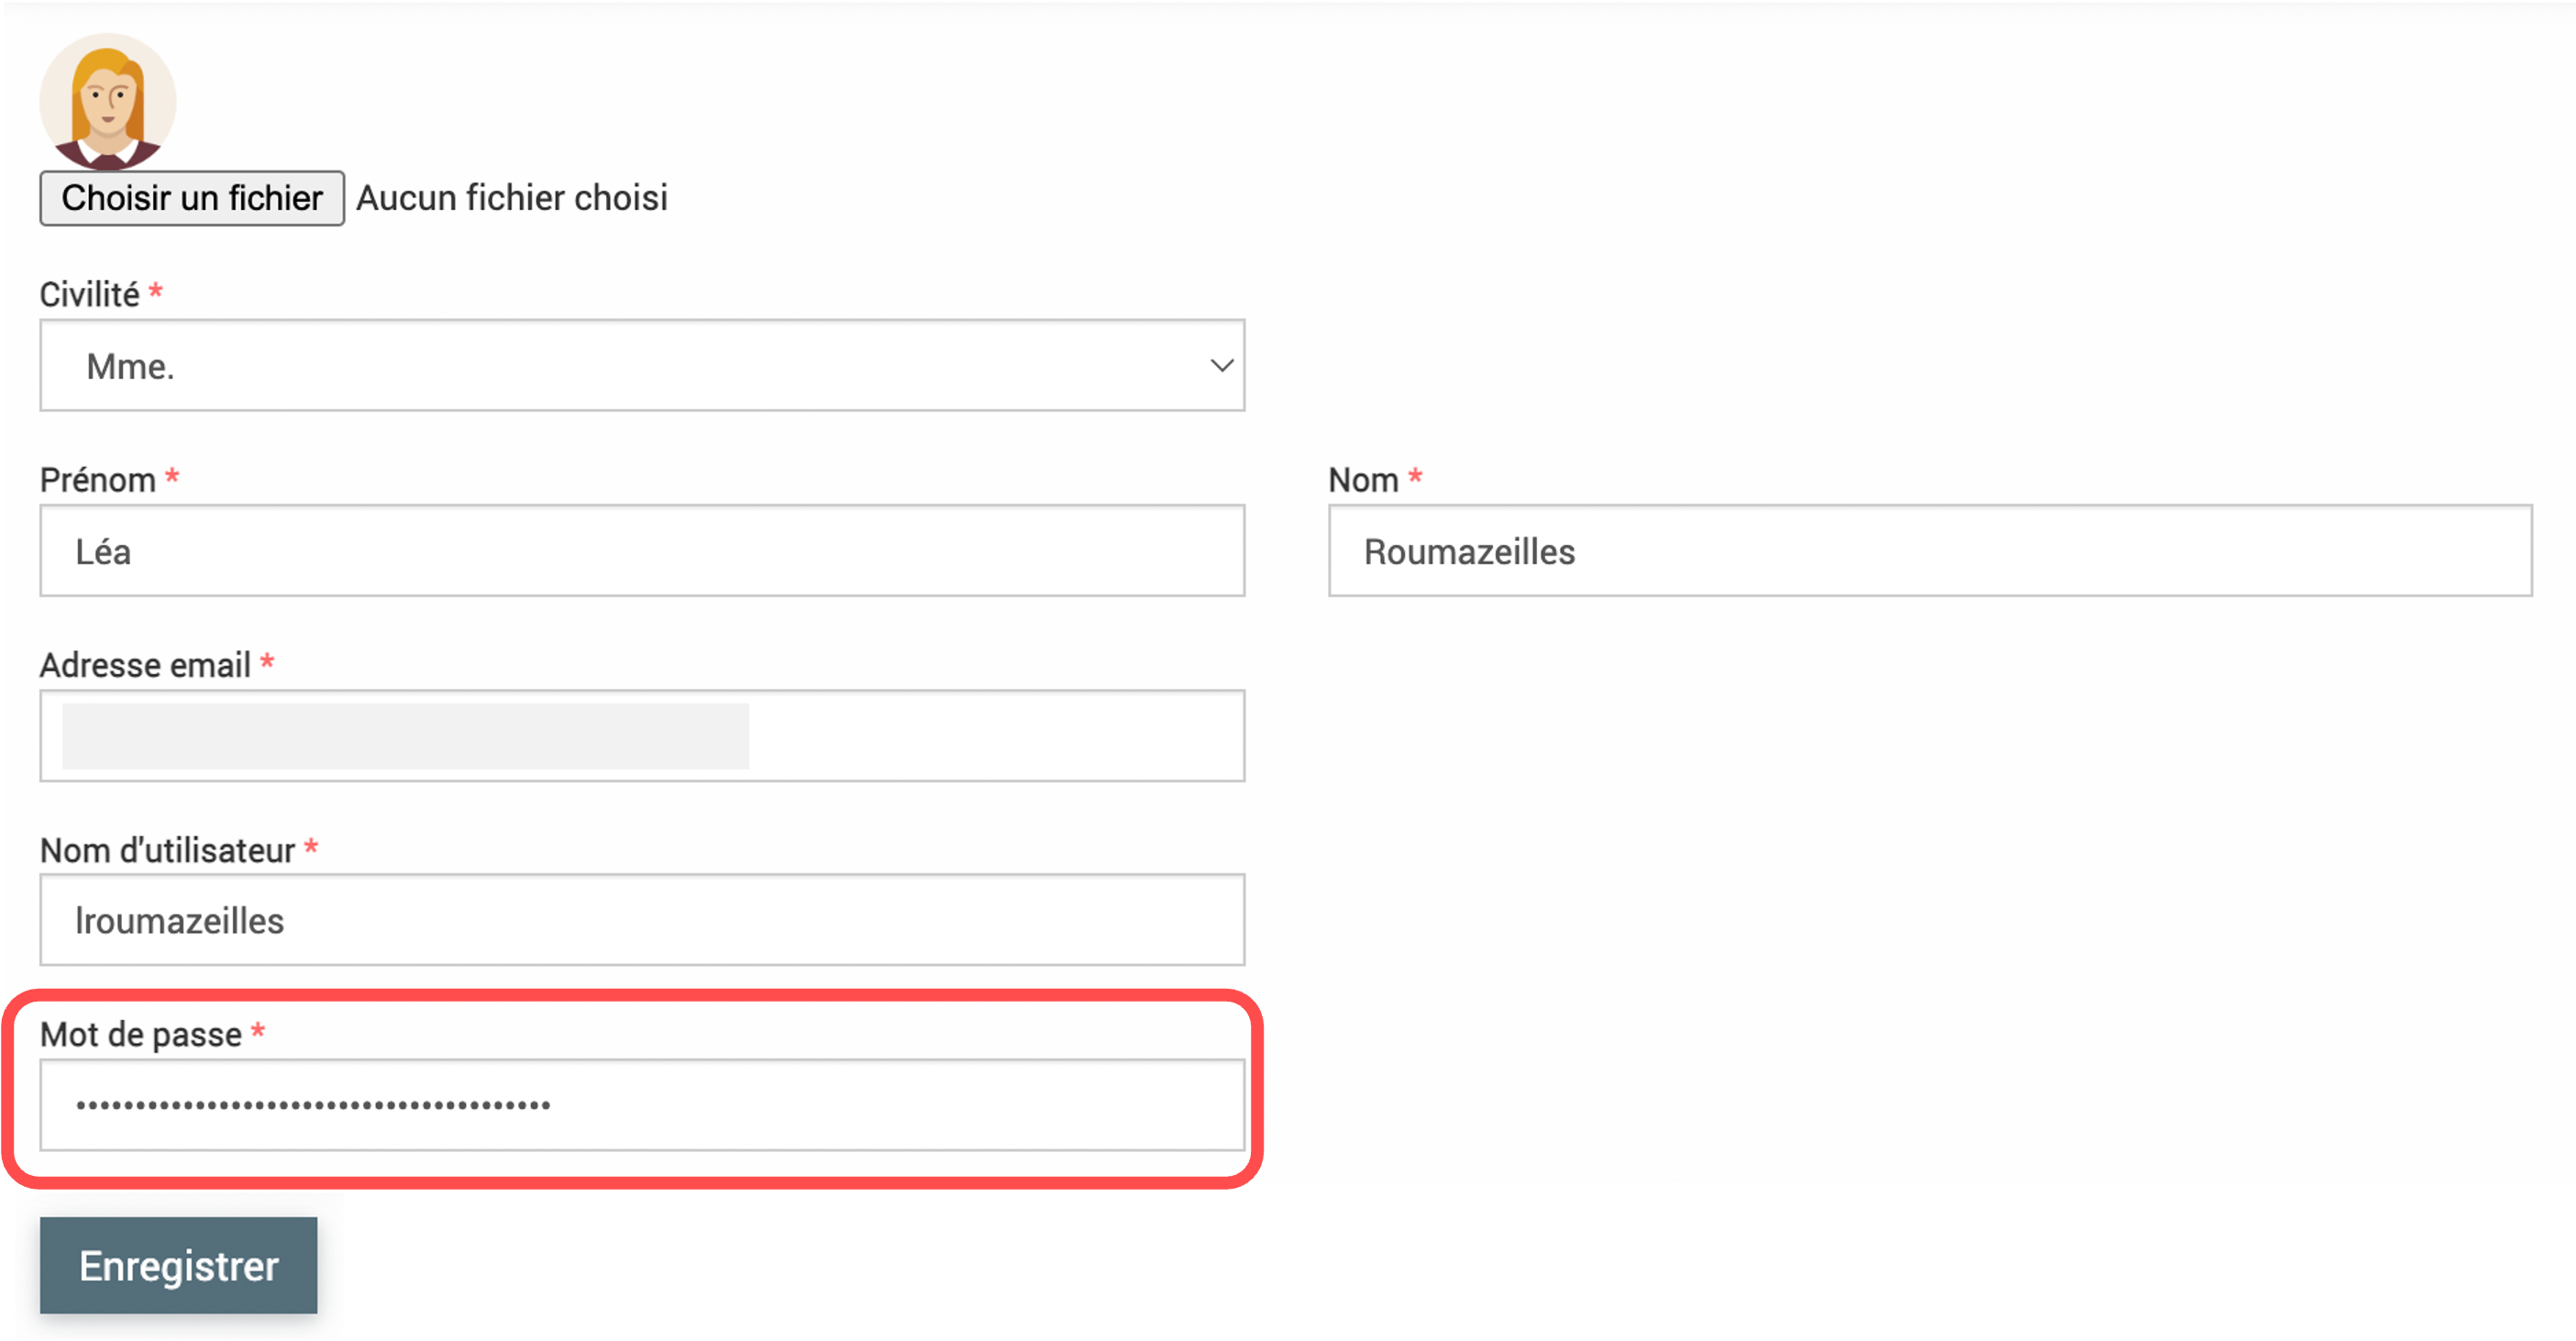 Choisir un fichier Aucun fichier choisi
Civilité *
Mme.
Prénom *
Nom *
Léa
Roumazeilles
Adresse email *
Nom d'utilisateur *
lroumazeilles
Mot de passe *
••••••••••••••••••••••••••••••••••••••••
Enregistrer